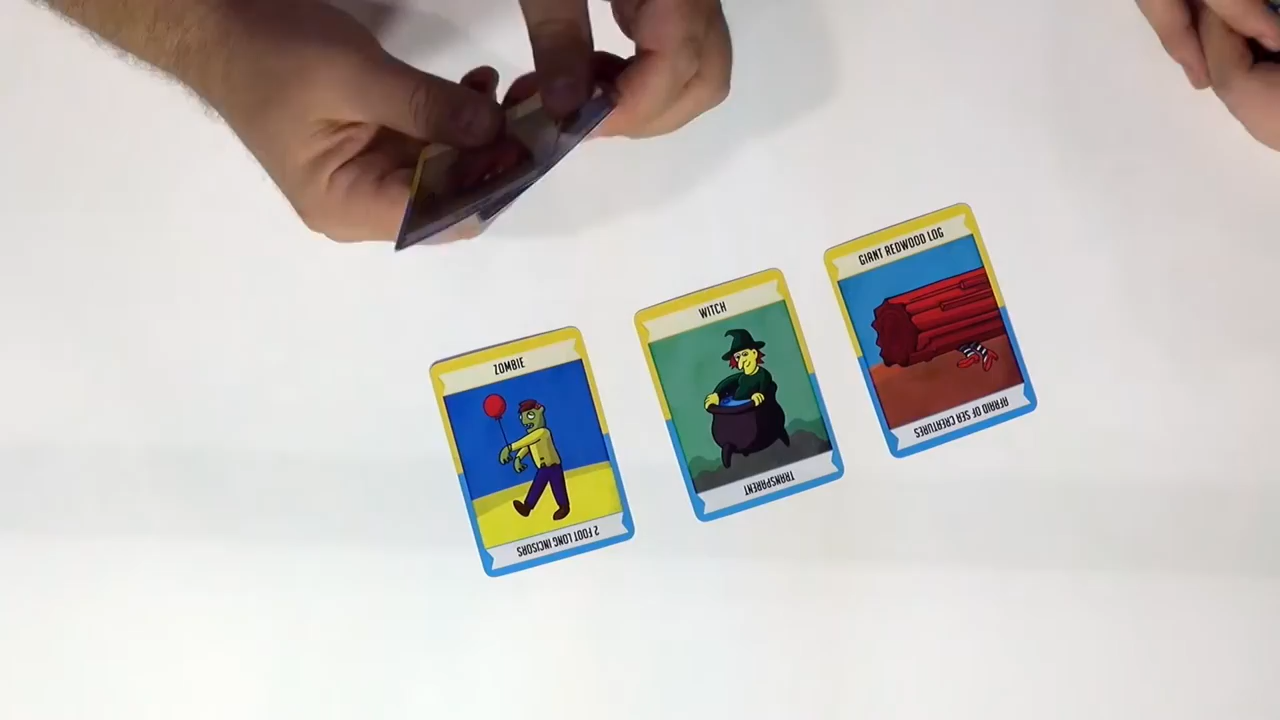 ZOMBIE
2 FOOT LONG INCISORS
WITCH
TRANSPARENT
GIANT REDWOOD LOG
AFRAID OF SEA CREATURES